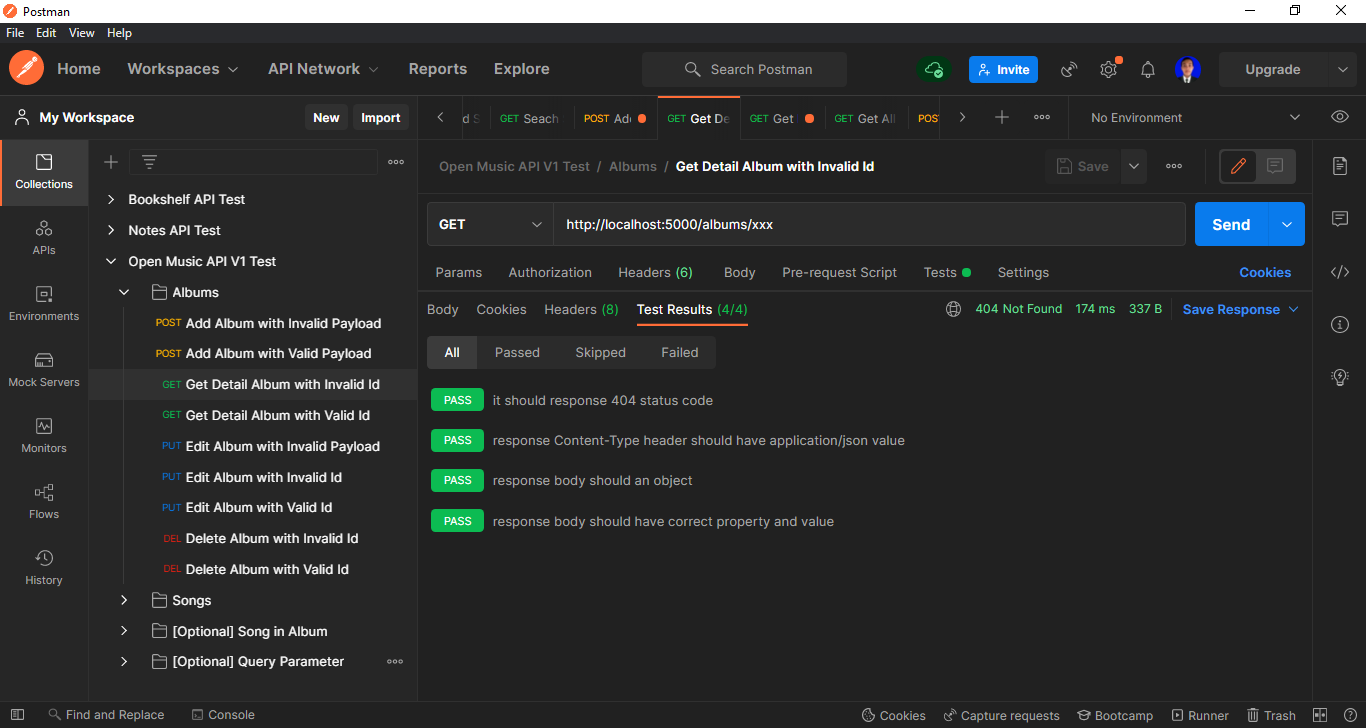 Postman
File Edit View Help
Home Workspaces API Network Reports Explore Search Postman Invite Upgrade
My Workspace New Import
GET Seach POST Ad GET Get De GET Get GET Get Al POS No Environment
Collections
APIs
Environments
Mock Servers
Monitors
Flows
History
Bookshelf API Test
Notes API Test
Open Music API V1 Test
Albums
POST Add Album with Invalid Payload
POST Add Album with Valid Payload
GET Get Detail Album with Invalid Id
GET Get Detail Album with Valid Id
PUT Edit Album with Invalid Payload
PUT Edit Album with Invalid Id
PUT Edit Album with Valid Id
DEL Delete Album with Invalid Id
DEL Delete Album with Valid Id
Songs
[Optional] Song in Album
[Optional] Query Parameter
Open Music API V1 Test / Albums / Get Detail Album with Invalid Id Save
GET http://localhost:5000/albums/xxx Send
Params Authorization Headers (6) Body Pre-request Script Tests Settings Cookies
Body Cookies Headers (8) Test Results (4/4) 404 Not Found 174 ms 337 B Save Response
All Passed Skipped Failed
PASS it should response 404 status code
PASS response Content-Type header should have application/json value
PASS response body should an object
PASS response body should have correct property and value
Find and Replace Console Cookies Capture requests Bootcamp Runner Trash